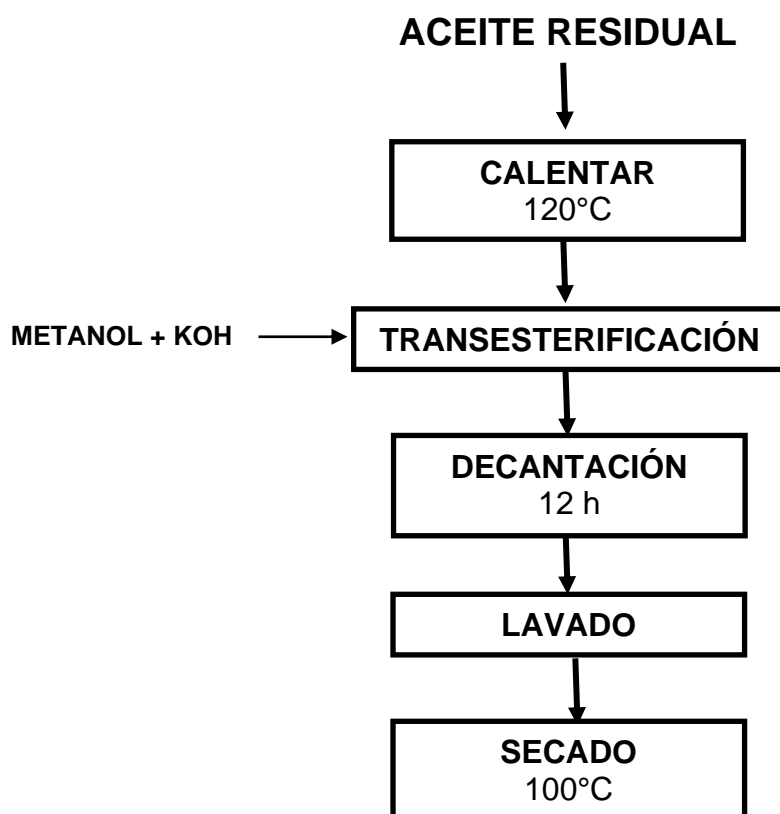 ACEITE RESIDUAL
CALENTAR
120°C
METANOL + KOH
TRANSESTERIFICACIÓN
DECANTACIÓN
12 h
LAVADO
SECADO
100°C